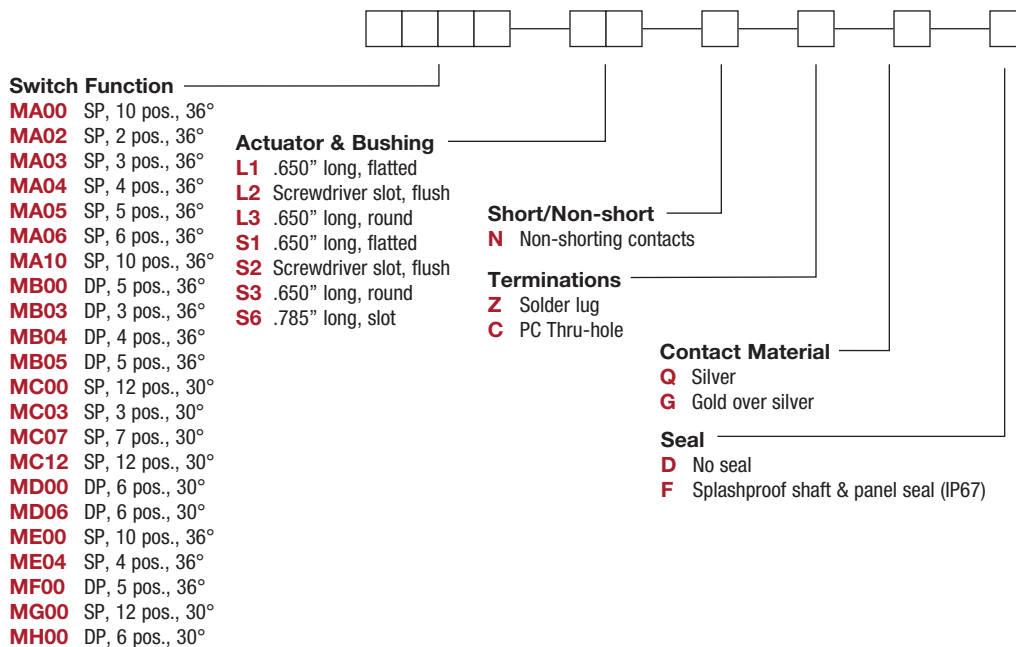 Switch Function
MA00 SP, 10 pos., 36°
MA02 SP, 2 pos., 36°
MA03 SP, 3 pos., 36°
MA04 SP, 4 pos., 36°
MA05 SP, 5 pos., 36°
MA06 SP, 6 pos., 36°
MA10 SP, 10 pos., 36°
MB00 DP, 5 pos., 36°
MB03 DP, 3 pos., 36°
MB04 DP, 4 pos., 36°
MB05 DP, 5 pos., 36°
MC00 SP, 12 pos., 30°
MC03 SP, 3 pos., 30°
MC07 SP, 7 pos., 30°
MC12 SP, 12 pos., 30°
MD00 DP, 6 pos., 30°
MD06 DP, 6 pos., 30°
ME00 SP, 10 pos., 36°
ME04 SP, 4 pos., 36°
MF00 DP, 5 pos., 36°
MG00 SP, 12 pos., 30°
MH00 DP, 6 pos., 30°
Actuator & Bushing
L1 .650” long, flatted
L2 Screwdriver slot, flush
L3 .650” long, round
S1 .650” long, flatted
S2 Screwdriver slot, flush
S3 .650” long, round
S6 .785” long, slot
Short/Non-short
N Non-shorting contacts
Terminations
Z Solder lug
C PC Thru-hole
Contact Material
Q Silver
G Gold over silver
Seal
D No seal
F Splashproof shaft & panel seal (IP67)